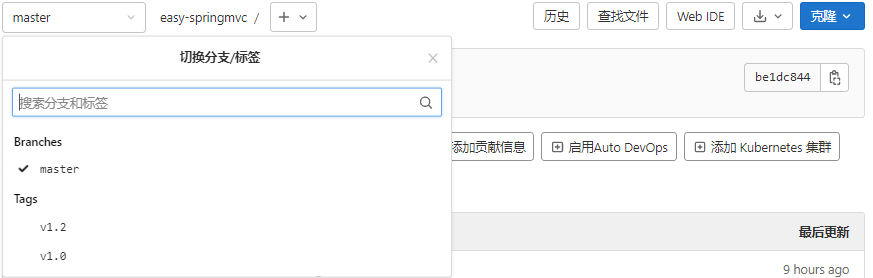 master
easy-springmvc /
历史
查找文件
Web IDE
克隆
切换分支/标签
搜索分支和标签
be1dc844
Branches
master
添加贡献信息
启用Auto DevOps
添加 Kubernetes 集群
Tags
v1.2
最后更新
v1.0
9 hours ago